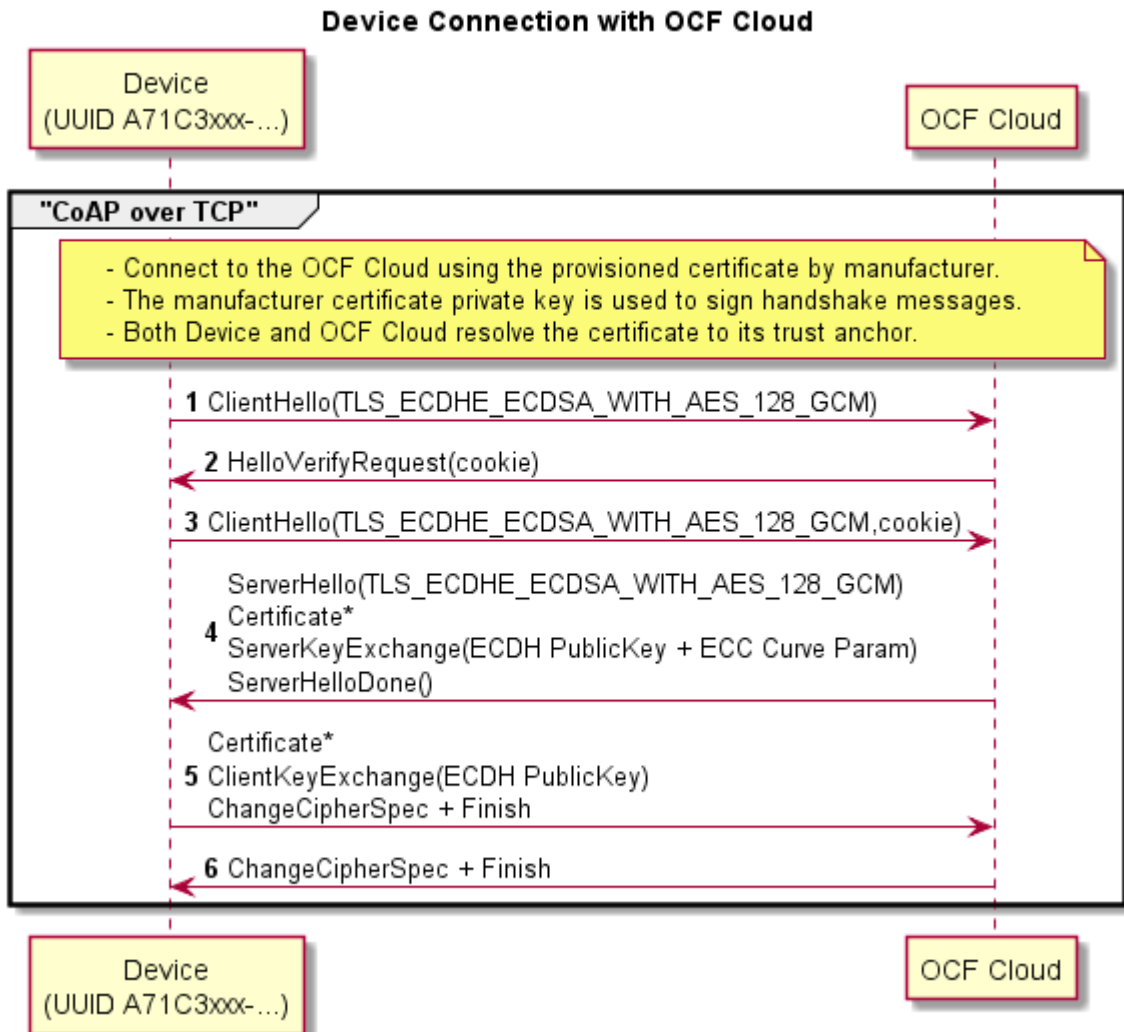 Device Connection with OCF Cloud
Device
(UUID A71C3xxx-...)
OCF Cloud
"CoAP over TCP"
- Connect to the OCF Cloud using the provisioned certificate by manufacturer.
- The manufacturer certificate private key is used to sign handshake messages.
- Both Device and OCF Cloud resolve the certificate to its trust anchor.
1 ClientHello(TLS_ECDHE_ECDSA_WITH_AES_128_GCM)
2 HelloVerifyRequest(cookie)
3 ClientHello(TLS_ECDHE_ECDSA_WITH_AES_128_GCM,cookie)
ServerHello(TLS_ECDHE_ECDSA_WITH_AES_128_GCM)
Certificate*
4 ServerKeyExchange(ECDH PublicKey + ECC Curve Param)
ServerHelloDone()
Certificate*
5 ClientKeyExchange(ECDH PublicKey)
ChangeCipherSpec + Finish
6 ChangeCipherSpec + Finish
Device
(UUID A71C3xxx-...)
OCF Cloud